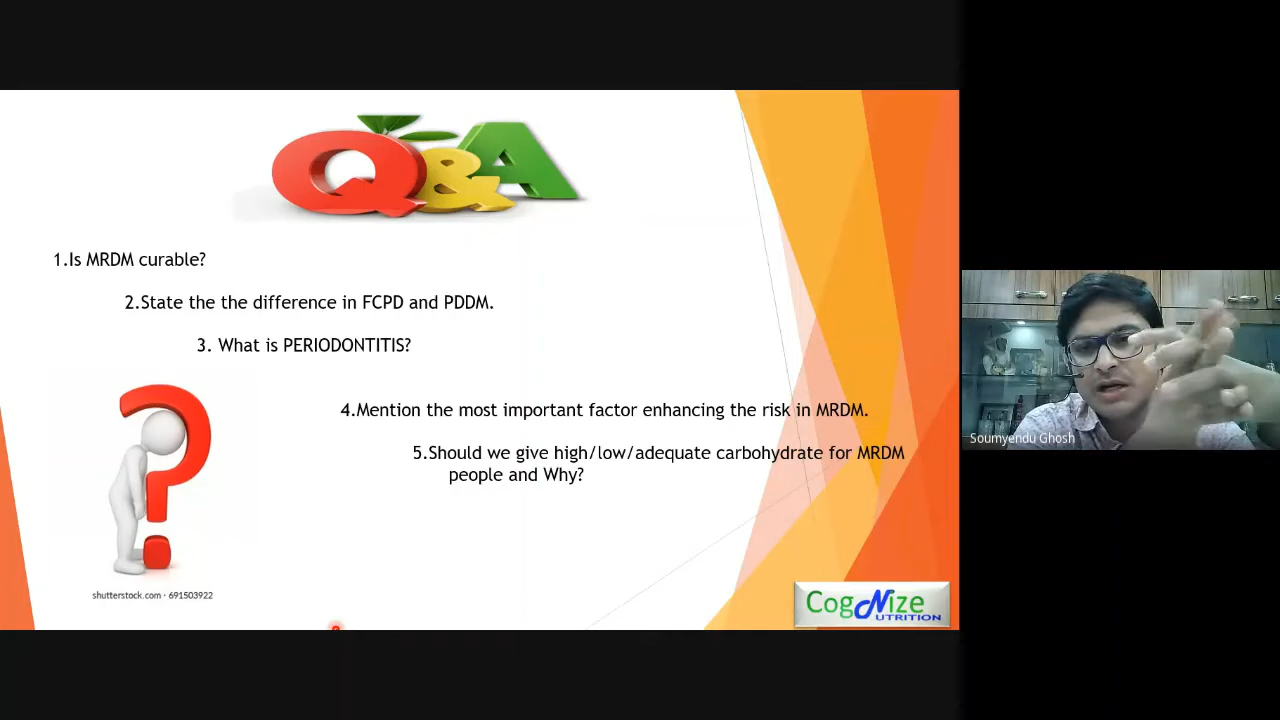 Q&A
1.Is MRDM curable?
2.State the the difference in FCPD and PDDM.
3. What is PERIODONTITIS?
4.Mention the most important factor enhancing the risk in MRDM.
5.Should we give high/low/adequate carbohydrate for MRDM
people and Why?
shutterstock.com · 691503922
CogNize
UTRITION
Soumyendu Ghosh